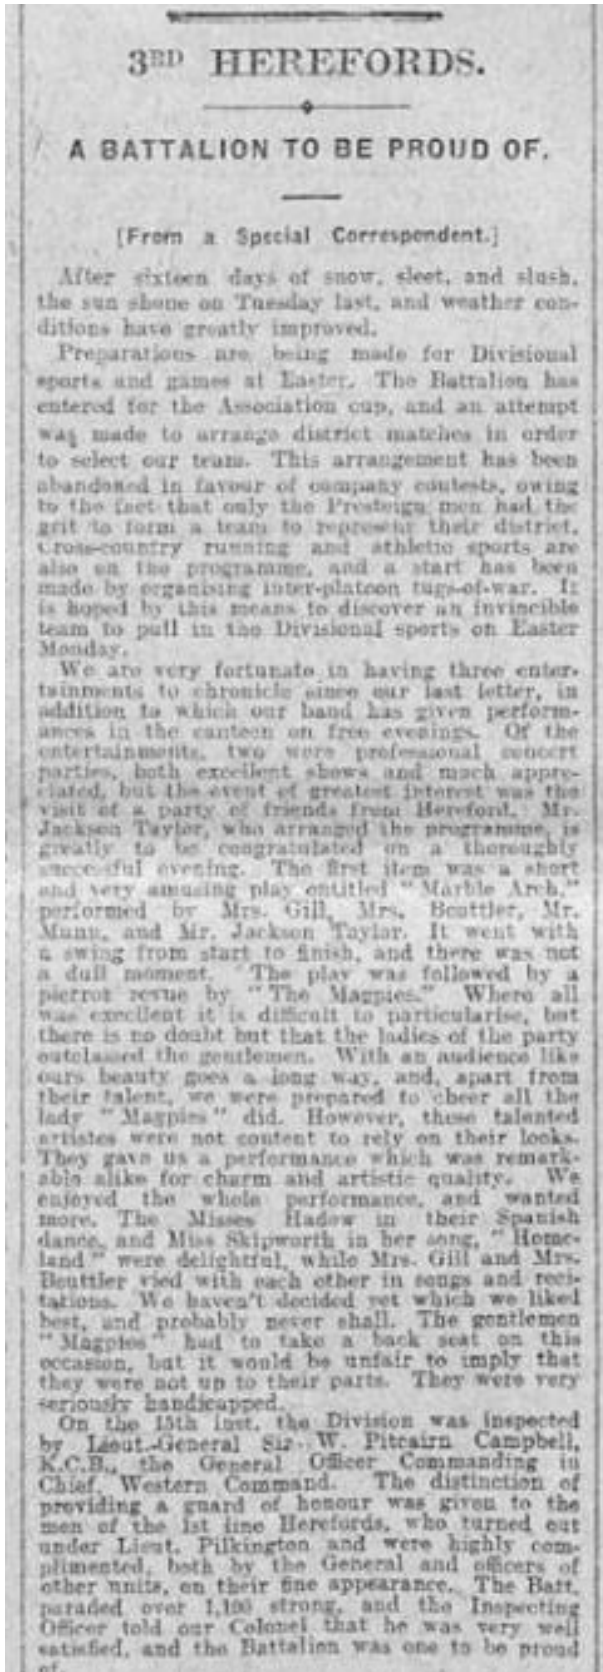 3RD HEREFORDS.
A BATTALION TO BE PROUD OF.
[From a Special Correspondent.]
After sixteen days of snow, sleet, and slush,
the sun shone on Tuesday last, and weather con-
ditions have greatly improved.
Preparations are being made for Divisional
sports and games at Easter. The Battalion has
entered for the Association cup, and an attempt
was made to arrange district matches in order
to select our team. This arrangement has been
abandoned in favour of company contests, owing
to the fact that only the Presteign men had the
grit to form a team to represent their district.
Cross-country running and athletic sports are
also on the programme, and a start has been
made by organising inter-platoon tugs-of-war. It
is hoped by this means to discover an invincible
team to pull in the Divisional sports on Easter
Monday.
We are very fortunate in having three enter-
tainments to chronicle since our last letter, in
addition to which our band has given perform-
ances in the canteen on free evenings. Of the
entertainments, two were professional concert
parties, both excellent shows and much appre-
ciated, but the event of greatest interest was the
visit of a party of friends from Hereford. Mr.
Jackson Taylor, who arranged the programme, is
greatly to be congratulated on a thoroughly
successful evening. The first item was a short
and very amusing play entitled "Marble Arch,"
performed by Mrs. Gill, Mrs. Beuttler, Mr.
Munn, and Mr. Jackson Taylor. It went with
a swing from start to finish, and there was not
a dull moment. The play was followed by a
pierrot revue by "The Magpies." Where all
was excellent it is difficult to particularise, but
there is no doubt but that the ladies of the party
outclassed the gentlemen. With an audience like
ours beauty goes a long way, and, apart from
their talent, we were prepared to cheer all the
lady "Magpies" did. However, these talented
artistes were not content to rely on their looks.
They gave us a performance which was remark-
able alike for charm and artistic quality. We
enjoyed the whole performance, and wanted
more. The Misses Hadow in their Spanish
dance, and Miss Skipworth in her song, "Home-
land" were delightful, while Mrs. Gill and Mrs.
Beuttler vied with each other in songs and reci-
tations. We haven't decided yet which we liked
best, and probably never shall. The gentlemen
"Magpies" had to take a back seat on this
occasion, but it would be unfair to imply that
they were not up to their parts. They were very
seriously handicapped.
On the 15th inst. the Division was inspected
by Lieut.-General Sir W. Pitcairn Campbell,
K.C.B., the General Officer Commanding in
Chief, Western Command. The distinction of
providing a guard of honour was given to the
men of the 1st line Herefords, who turned out
under Lieut. Pilkington and were highly com-
plimented, both by the General and officers of
other units, on their fine appearance. The Batt.
paraded over 1,100 strong, and the Inspecting
Officer told our Colonel that he was very well
satisfied, and the Battalion was one to be proud
of.